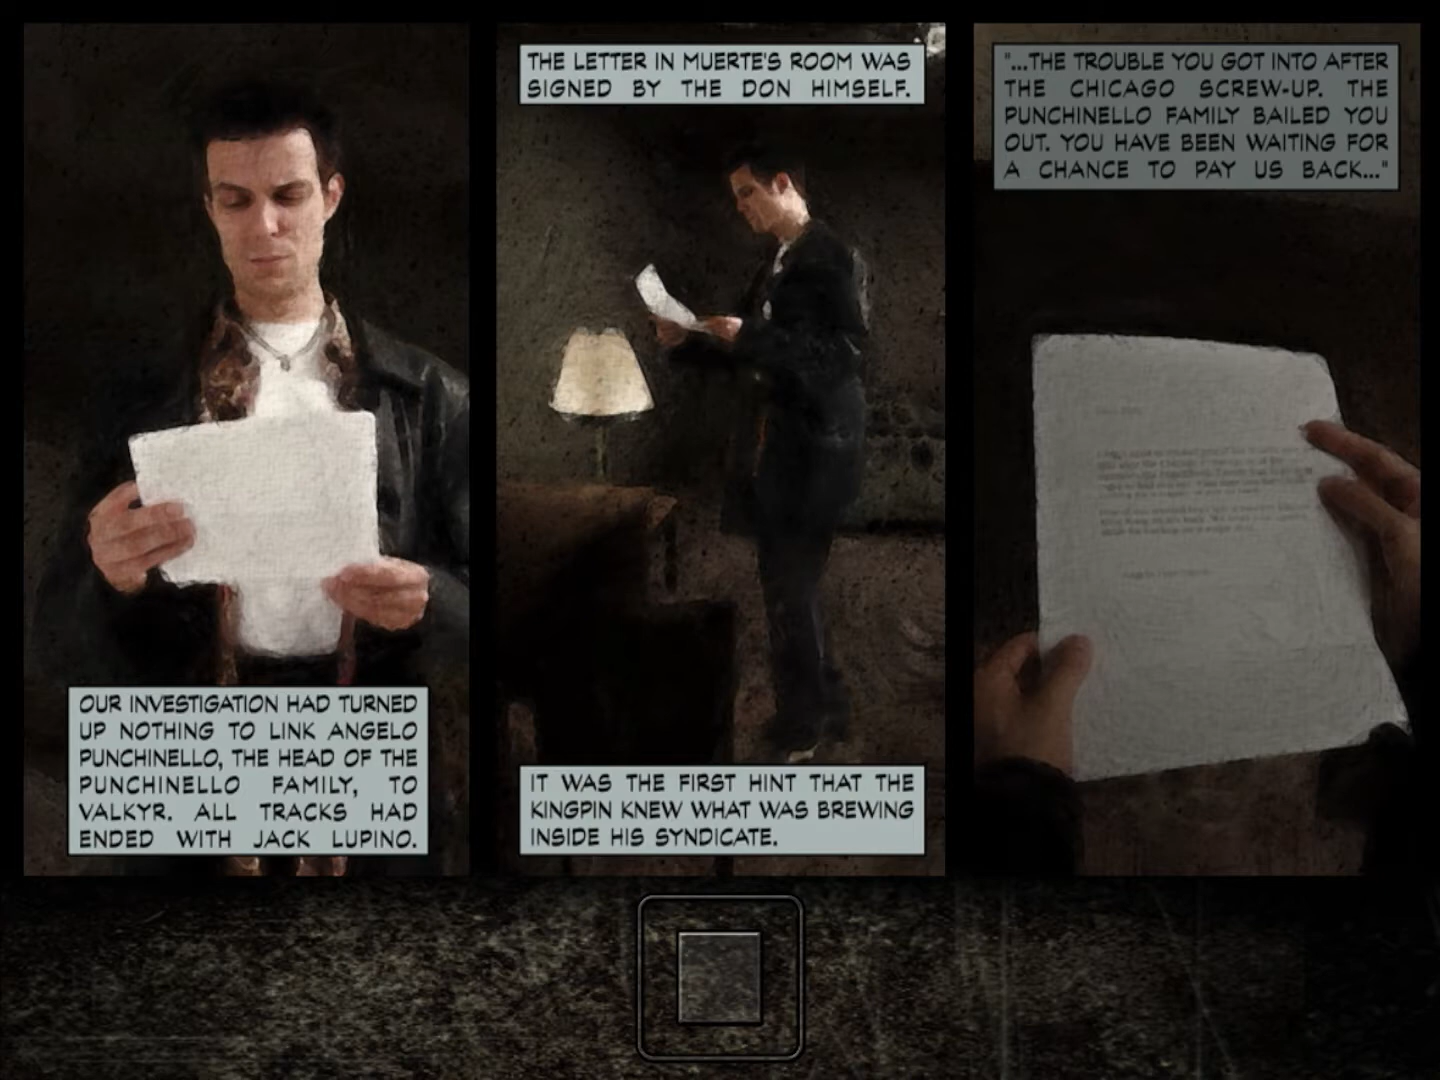 OUR INVESTIGATION HAD TURNED
UP NOTHING TO LINK ANGELO
PUNCHINELLO, THE HEAD OF THE
PUNCHINELLO FAMILY, TO
VALKYR. ALL TRACKS HAD
ENDED WITH JACK LUPINO.
THE LETTER IN MUERTE'S ROOM WAS
SIGNED BY THE DON HIMSELF.
IT WAS THE FIRST HINT THAT THE
KINGPIN KNEW WHAT WAS BREWING
INSIDE HIS SYNDICATE.
"...THE TROUBLE YOU GOT INTO AFTER
THE CHICAGO SCREW-UP. THE
PUNCHINELLO FAMILY BAILED YOU
OUT. YOU HAVE BEEN WAITING FOR
A CHANCE TO PAY US BACK..."